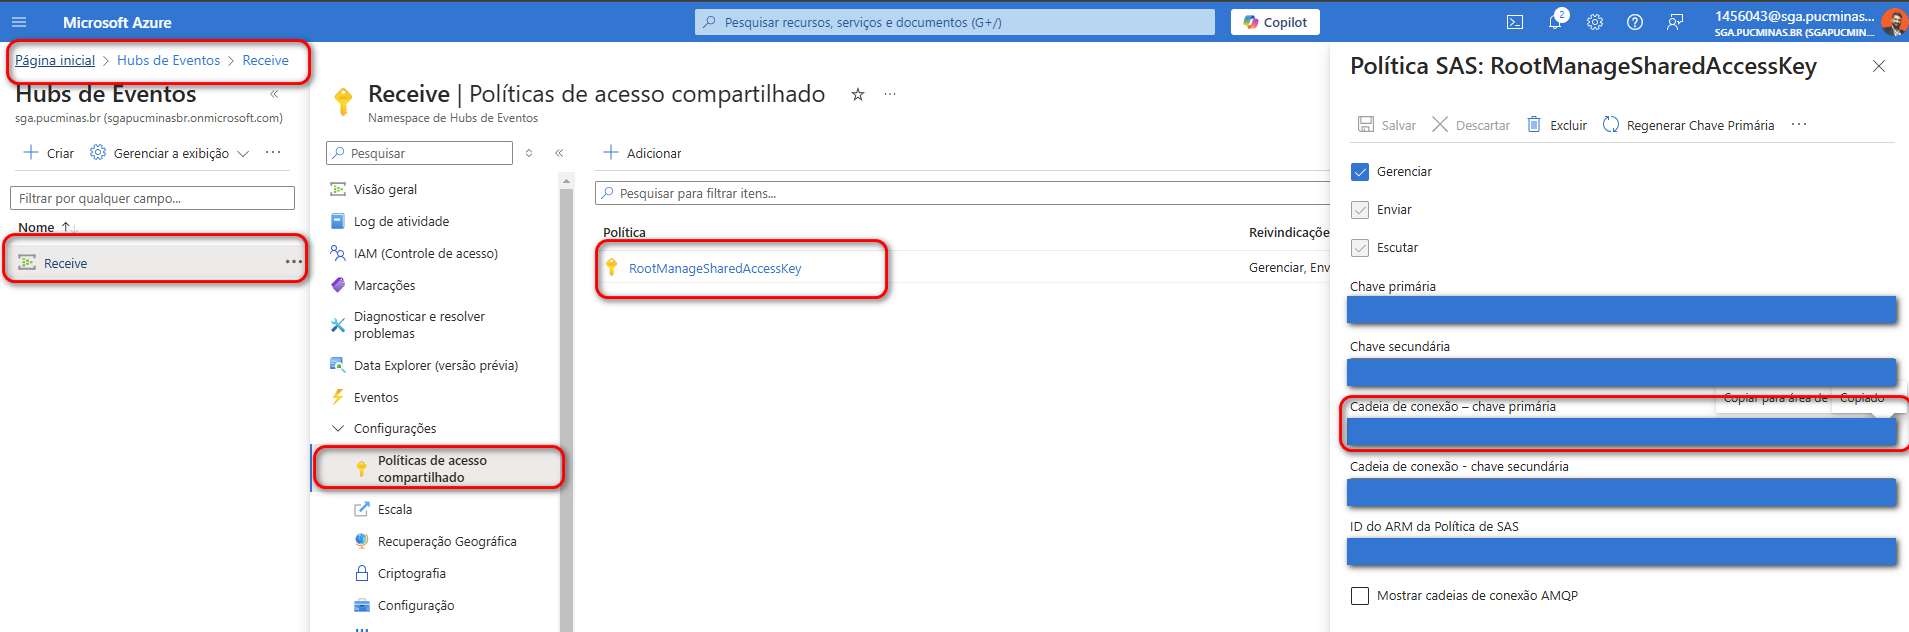 Microsoft Azure
Pesquisar recursos, serviços e documentos (G+/)
Copilot
2
1456043@sga.pucminas...
SGA.PUCMINAS.BR (SGAPUCMIN...
Página inicial > Hubs de Eventos > Receive
Hubs de Eventos
sga.pucminas.br (sgapucminasbr.onmicrosoft.com)
Criar
Gerenciar a exibição
Filtrar por qualquer campo...
Nome
Receive
Receive | Políticas de acesso compartilhado
Namespace de Hubs de Eventos
Pesquisar
Visão geral
Log de atividade
IAM (Controle de acesso)
Marcações
Diagnosticar e resolver
problemas
Data Explorer (versão prévia)
Eventos
Configurações
Políticas de acesso
compartilhado
Escala
Recuperação Geográfica
Criptografia
Configuração
Adicionar
Pesquisar para filtrar itens...
Política
Reivindicaçõe
RootManageSharedAccessKey
Gerenciar, Env
Política SAS: RootManageSharedAccessKey
Salvar
Descartar
Excluir
Regenerar Chave Primária
Gerenciar
Enviar
Escutar
Chave primária
Chave secundária
Copiar para área de
Copiado
Cadeia de conexão – chave primária
Cadeia de conexão - chave secundária
ID do ARM da Política de SAS
Mostrar cadeias de conexão AMQP